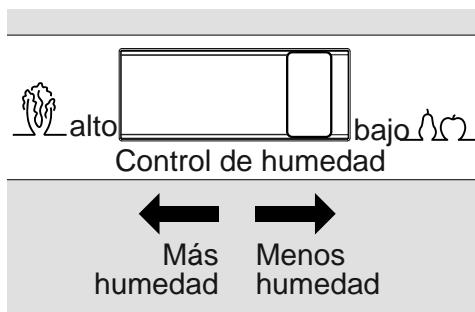 alto
bajo
Control de humedad
Más
humedad
Menos
humedad